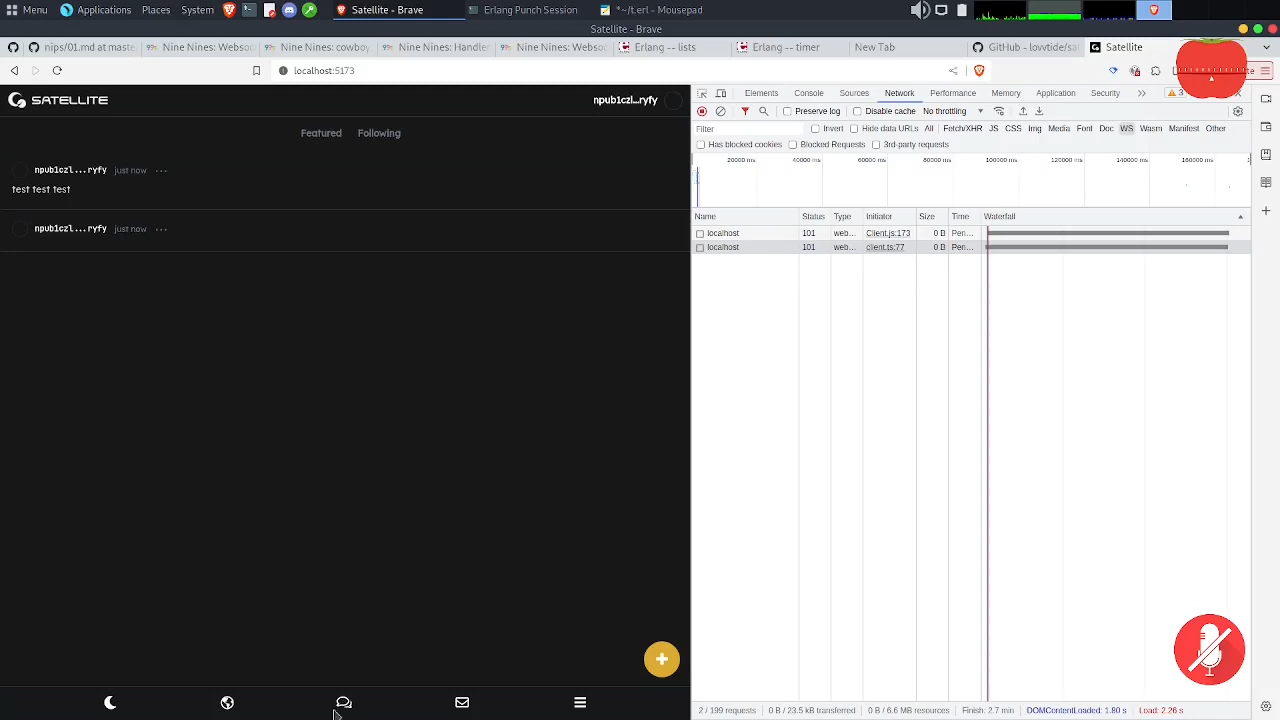 Menu Applications Places System Satellite - Brave Erlang Punch Session *~/t.erl - Mousepad
Satellite - Brave
nips/01.md at maste Nine Nines: Webso Nine Nines: cowboy Nine Nines: Handle Nine Nines: Webso Erlang -- lists Erlang -- timer New Tab GitHub - lovvtide/sat Satellite
localhost:5173
SATELLITE npub1czl...ryfy
Featured Following
npub1czl...ryfy just now ...
test test test
npub1czl...ryfy just now ...
Elements Console Sources Network Performance Memory Application Security 3
Preserve log Disable cache No throttling
Filter Invert Hide data URLs All Fetch/XHR JS CSS Img Media Font Doc WS Wasm Manifest Other
Has blocked cookies Blocked Requests 3rd-party requests
20000 ms 40000 ms 60000 ms 80000 ms 100000 ms 120000 ms 140000 ms 160000 ms
Name Status Type Initiator Size Time Waterfall
localhost 101 web... Client.js:173 0 B Pen...
localhost 101 web... client.ts:77 0 B Pen...
2 / 199 requests 0 B / 23.5 kB transferred 0 B / 6.6 MB resources Finish: 2.7 min DOMContentLoaded: 1.80 s Load: 2.26 s